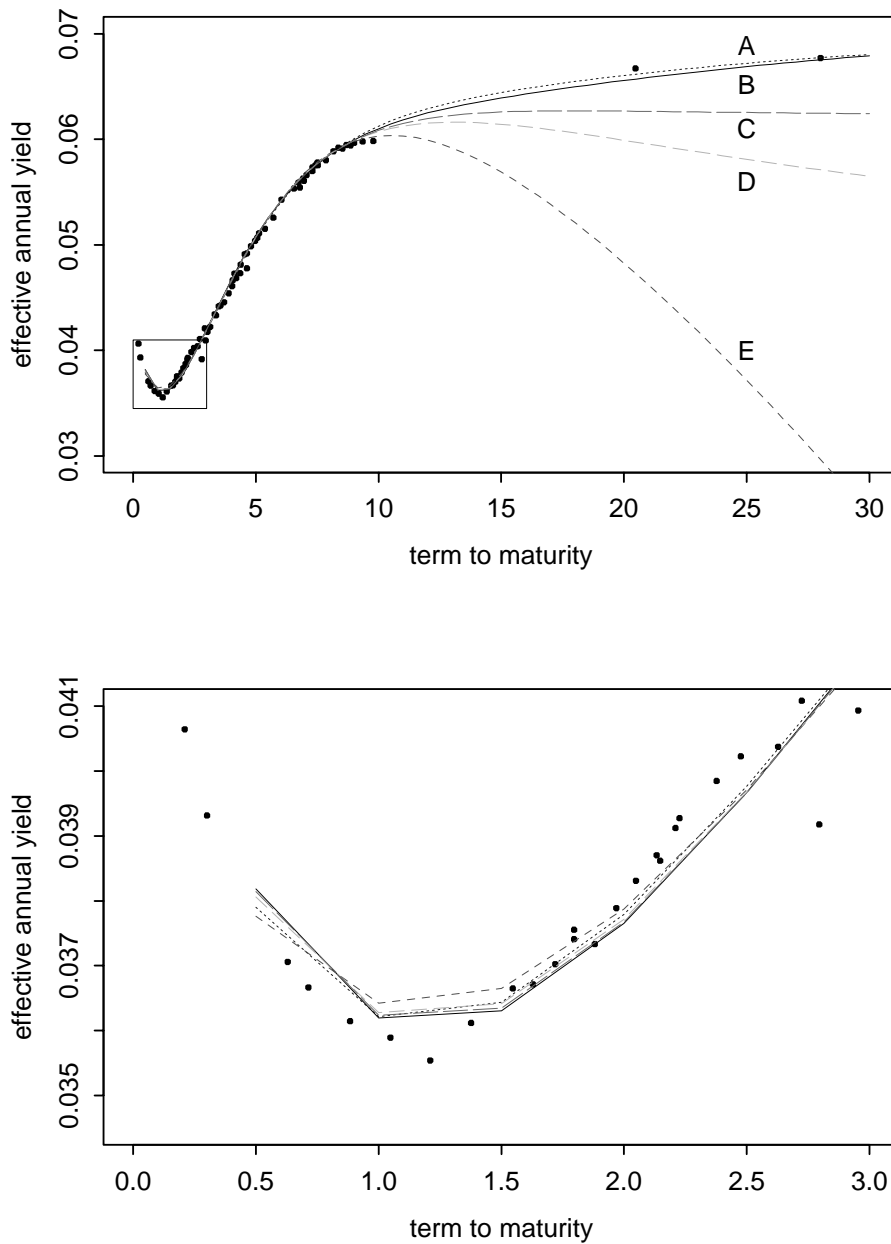 0.07
0.06
0.05
0.04
0.03
effective annual yield
A
B
C
D
E
0 5 10 15 20 25 30
term to maturity
0.041
0.039
0.037
0.035
effective annual yield
0.0 0.5 1.0 1.5 2.0 2.5 3.0
term to maturity